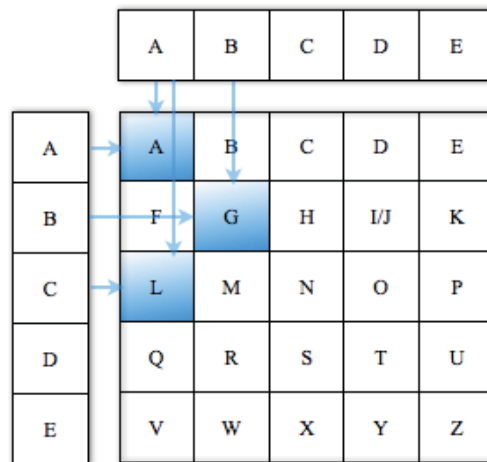 A B C D E
A A B C D E
B F G H I/J K
C L M N O P
D Q R S T U
E V W X Y Z